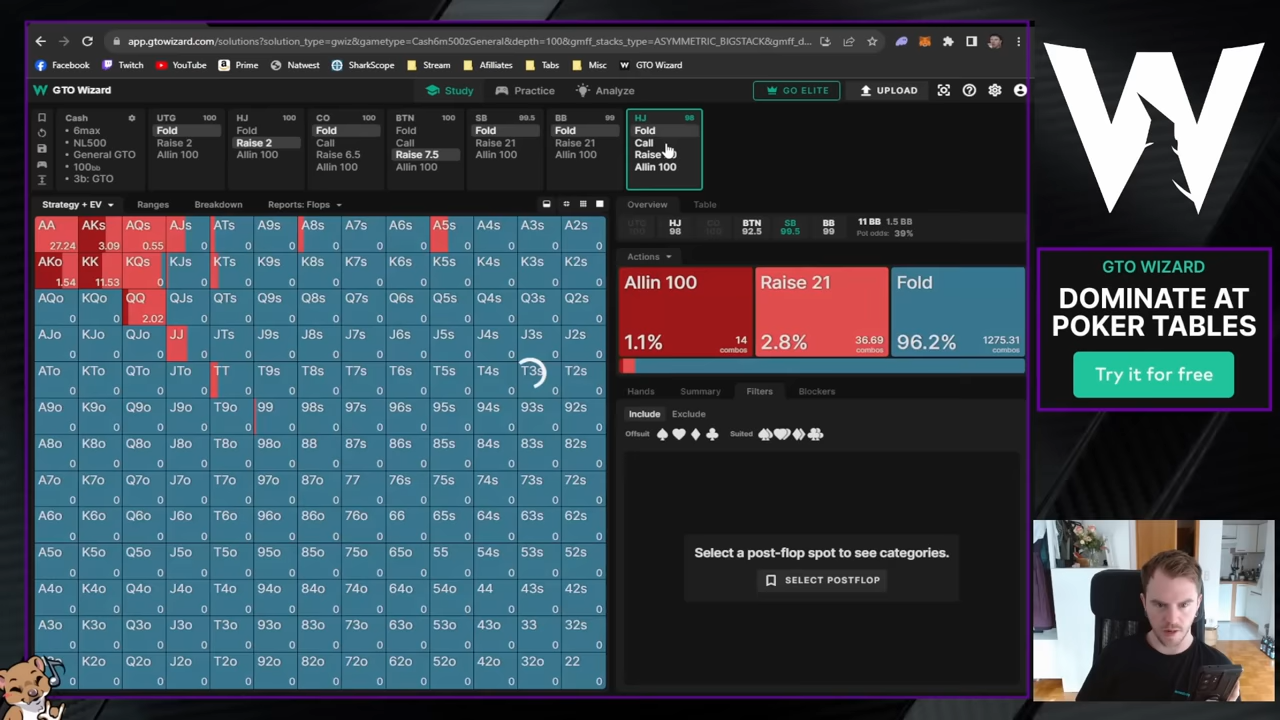 app.gtowizard.com/solutions?solution_type=gwiz&gametype=Cash6m500zGeneral&depth=100&gmff_stacks_type=ASYMMETRIC_BIGSTACK&gmff_d...
Facebook Twitch YouTube Prime Natwest SharkScope Stream Affiliates Tabs Misc GTO Wizard
GTO Wizard Study Practice Analyze GO ELITE UPLOAD
Cash
• 6max
• NL500
• General GTO
• 100bb
• 3b: GTO
UTG 100
Fold
Raise 2
Allin 100
HJ 100
Fold
Raise 2
Allin 100
CO 100
Fold
Call
Raise 6.5
Allin 100
BTN 100
Fold
Call
Raise 7.5
Allin 100
SB 99.5
Fold
Raise 21
Allin 100
BB 99
Fold
Raise 21
Allin 100
HJ 98
Fold
Call
Raise
Allin 100
Strategy + EV Ranges Breakdown Reports: Flops
AA AKs AQs AJs ATs A9s A8s A7s A6s A5s A4s A3s A2s
27.24 3.09 0.55 0 0 0 0 0 0 0 0 0 0
AKo KK KQs KJs KTs K9s K8s K7s K6s K5s K4s K3s K2s
1.54 11.53 0 0 0 0 0 0 0 0 0 0 0
AQo KQo QQ QJs QTs Q9s Q8s Q7s Q6s Q5s Q4s Q3s Q2s
0 0 2.02 0 0 0 0 0 0 0 0 0 0
AJo KJo QJo JJ JTs J9s J8s J7s J6s J5s J4s J3s J2s
0 0 0 0 0 0 0 0 0 0 0 0 0
ATo KTo QTo JTo TT T9s T8s T7s T6s T5s T4s T3s T2s
0 0 0 0 0 0 0 0 0 0 0 0 0
A9o K9o Q9o J9o T9o 99 98s 97s 96s 95s 94s 93s 92s
0 0 0 0 0 0 0 0 0 0 0 0 0
A8o K8o Q8o J8o T8o 98o 88 87s 86s 85s 84s 83s 82s
0 0 0 0 0 0 0 0 0 0 0 0 0
A7o K7o Q7o J7o T7o 97o 87o 77 76s 75s 74s 73s 72s
0 0 0 0 0 0 0 0 0 0 0 0 0
A6o K6o Q6o J6o T6o 96o 86o 76o 66 65s 64s 63s 62s
0 0 0 0 0 0 0 0 0 0 0 0 0
A5o K5o Q5o J5o T5o 95o 85o 75o 65o 55 54s 53s 52s
0 0 0 0 0 0 0 0 0 0 0 0 0
A4o K4o Q4o J4o T4o 94o 84o 74o 64o 54o 44 43s 42s
0 0 0 0 0 0 0 0 0 0 0 0 0
A3o K3o Q3o J3o T3o 93o 83o 73o 63o 53o 43o 33 32s
0 0 0 0 0 0 0 0 0 0 0 0 0
K2o Q2o J2o T2o 92o 82o 72o 62o 52o 42o 32o 22
0 0 0 0 0 0 0 0 0 0 0 0 0
Overview Table
UTG HJ CO BTN SB BB 11 BB 1.5 BB
100 98 100 92.5 99.5 99 Pot odds: 39%
Actions
Allin 100 Raise 21 Fold
1.1% 14 combos 2.8% 36.69 combos 96.2% 1275.31 combos
Hands Summary Filters Blockers
Include Exclude
Offsuit Suited
Select a post-flop spot to see categories.
SELECT POSTFLOP
GTO WIZARD
DOMINATE AT
POKER TABLES
Try it for free